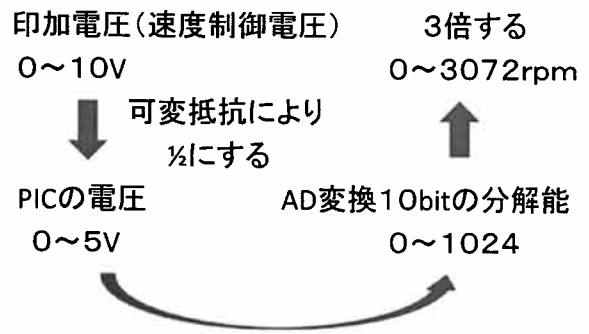 印加電圧（速度制御電圧）
０～１０V
可変抵抗により
½にする
PICの電圧
０～５V
AD変換１０bitの分解能
０～１０２４
３倍する
０～３０７２rpm